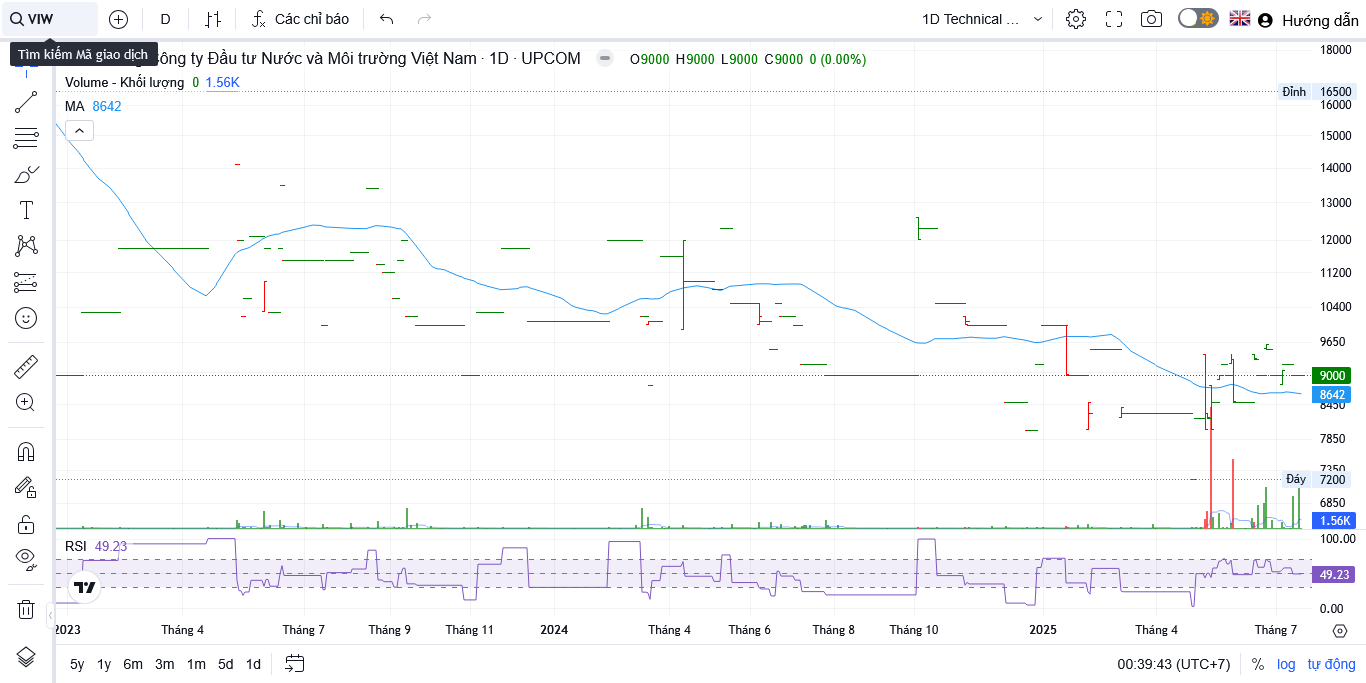 VIW D Các chỉ báo 1D Technical ... Hướng dẫn
Tìm kiếm Mã giao dịch
ông ty Đầu tư Nước và Môi trường Việt Nam · 1D · UPCOM O9000 H9000 L9000 C9000 0 (0.00%)
Volume - Khối lượng 0 1.56K
MA 8642
18000
Đỉnh 16500
16000
15000
14000
13000
12000
11200
10400
9650
9000
8642
8450
7850
7350
Đáy 7200
6850
1.56K
RSI 49.23
100.00
49.23
0.00
2023 Tháng 4 Tháng 7 Tháng 9 Tháng 11 2024 Tháng 4 Tháng 6 Tháng 8 Tháng 10 2025 Tháng 4 Tháng 7
5y 1y 6m 3m 1m 5d 1d 00:39:43 (UTC+7) % log tự động